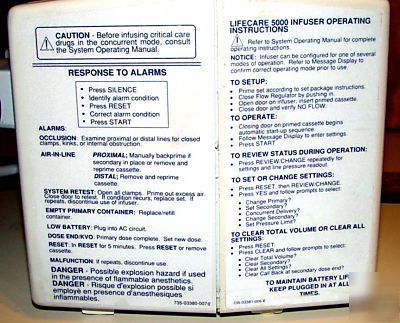 CAUTION - Before infusing critical care
drugs in the concurrent mode, consult
the System Operating Manual.
RESPONSE TO ALARMS
• Press SILENCE
• Identify alarm condition
• Press RESET
• Correct alarm condition
• Press START
ALARMS:
OCCLUSION: Examine proximal or distal lines for closed
clamps, kinks, or internal obstruction.
AIR-IN-LINE PROXIMAL; Manually backprime if
secondary in place or remove and
reprime cassette.
DISTAL; Remove and reprime
cassette.
SYSTEM RETEST: Open all clamps. Prime out excess air.
Close door to retest. If condition recurs, replace set. If
repeats, discontinue use of infuser.
EMPTY PRIMARY CONTAINER: Replace/refill
container.
LOW BATTERY: Plug into AC circuit.
DOSE END/KVO: Primary dose complete. Set new dose.
RESET: In RESET for 5 minutes. Press RESET or remove
cassette.
MALFUNCTION: If repeats, discontinue use.
DANGER - Possible explosion hazard if used
in the presence of flammable anesthetics.
DANGER - Risque d'explosion possible si
employé en presence d'anesthesiques
inflammables.
735-03380-007
LIFECARE 5000 INFUSER OPERATING
INSTRUCTIONS
Refer to System Operating Manual for complete
operating instructions.
NOTICE: Infuser can be configured for one of several
modes of operation. Refer to Message Display to
confirm correct operating mode prior to use.
TO SETUP:
• Prime set according to set package instructions.
• Close Flow Regulator by pushing in.
• Open door on infuser, insert primed cassette.
• Close door and verify NO FLOW.
TO OPERATE:
• Closing door on primed cassette begins
automatic start-up sequence.
• Follow Message Display to enter settings.
• Press START
TO REVIEW STATUS DURING OPERATION:
• Press REVIEW/CHANGE repeatedly for
settings and line pressure readout.
TO SET OR CHANGE SETTINGS:
• Press RESET, then REVIEW/CHANGE.
• Press YES and follow prompts to select:
• Change Primary?
• Set Secondary?
• Concurrent Delivery?
• Change Secondary?
• Set Pressure Limit?
TO CLEAR TOTAL VOLUME OR CLEAR ALL
SETTINGS:
• Press RESET
• Press CLEAR and follow prompts to select:
• Clear Total Volume?
• Clear Secondary?
• Clear All Settings?
• Clear Call Back at secondary dose end?
TO MAINTAIN BATTERY LIFE
KEEP PLUGGED IN AT ALL
TIMES.
735-03380-006